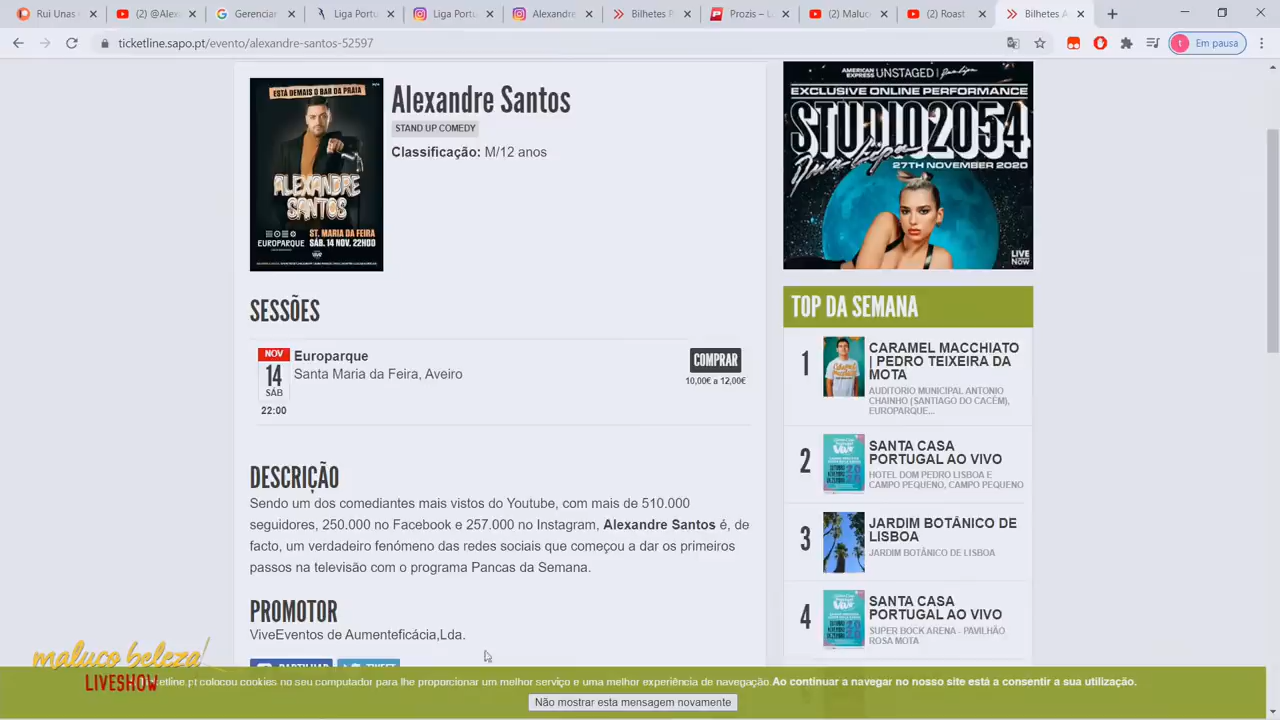 Rui Unas
(2) @Alex
Gerenciar
Liga Portu
Liga Portu
Alexandre
Bilhetes P
Prozis –
(2) Maluc
(2) Roast
Bilhetes A
ticketline.sapo.pt/evento/alexandre-santos-52597
t
Em pausa
ESTÁ DEMAIS O BAR DA PRAIA
ALEXANDRE
SANTOS
EUROPARQUE
ST. MARIA DA FEIRA
SÁB. 14 NOV. 22H00
Alexandre Santos
STAND UP COMEDY
Classificação: M/12 anos
SESSÕES
NOV
14
SÁB
22:00
Europarque
Santa Maria da Feira, Aveiro
COMPRAR
10,00€ a 12,00€
DESCRIÇÃO
Sendo um dos comediantes mais vistos do Youtube, com mais de 510.000
seguidores, 250.000 no Facebook e 257.000 no Instagram, Alexandre Santos é, de
facto, um verdadeiro fenómeno das redes sociais que começou a dar os primeiros
passos na televisão com o programa Pancas da Semana.
PROMOTOR
ViveEventos de Aumenteficácia,Lda.
PARTILHAR
TWEET
AMERICAN EXPRESS UNSTAGED | Dua Lipa
EXCLUSIVE ONLINE PERFORMANCE
STUDIO2054
Dua Lipa
27TH NOVEMBER 2020
LIVE NOW
TOP DA SEMANA
1
CARAMEL MACCHIATO
| PEDRO TEIXEIRA DA
MOTA
AUDITORIO MUNICIPAL ANTONIO
CHAINHO (SANTIAGO DO CACÉM),
EUROPARQUE...
2
SANTA CASA
PORTUGAL AO VIVO
HOTEL DOM PEDRO LISBOA E
CAMPO PEQUENO, CAMPO PEQUENO
3
JARDIM BOTÂNICO DE
LISBOA
JARDIM BOTÂNICO DE LISBOA
4
SANTA CASA
PORTUGAL AO VIVO
SUPER BOCK ARENA - PAVILHÃO
ROSA MOTA
maluco beleza
LIVESHOW
cketline.pt colocou cookies no seu computador para lhe proporcionar um melhor serviço e uma melhor experiência de navegação.Ao continuar a navegar no nosso site está a consentir a sua utilização.
Não mostrar esta mensagem novamente